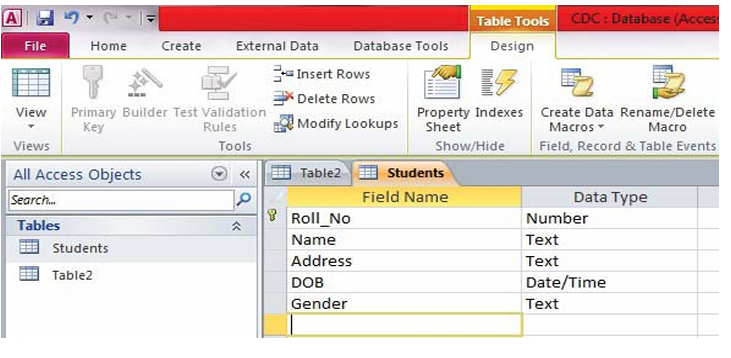 A
Table Tools CDC : Database (Acces
File Home Create External Data Database Tools Design
View Primary Key Builder Test Validation Rules Insert Rows Delete Rows Modify Lookups Property Sheet Indexes Create Data Macros Rename/Delete Macro
Views Tools Show/Hide Field, Record & Table Events
All Access Objects « Table2 Students
Search... Field Name Data Type
Tables Roll_No Number
Students Name Text
Table2 Address Text
DOB Date/Time
Gender Text